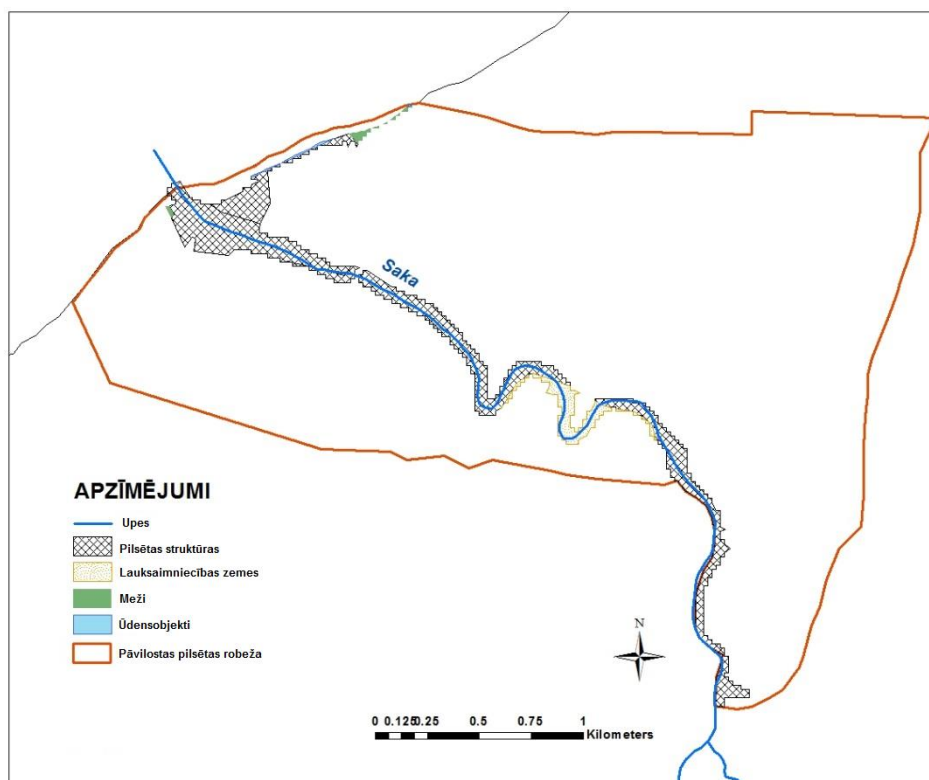 Saka
APZĪMĒJUMI
Upes
Pilsētas struktūras
Lauksaimniecības zemes
Meži
Ūdensobjekti
Pāvilostas pilsētas robeža
N
0 0.125 0.25 0.5 0.75 1
Kilometers